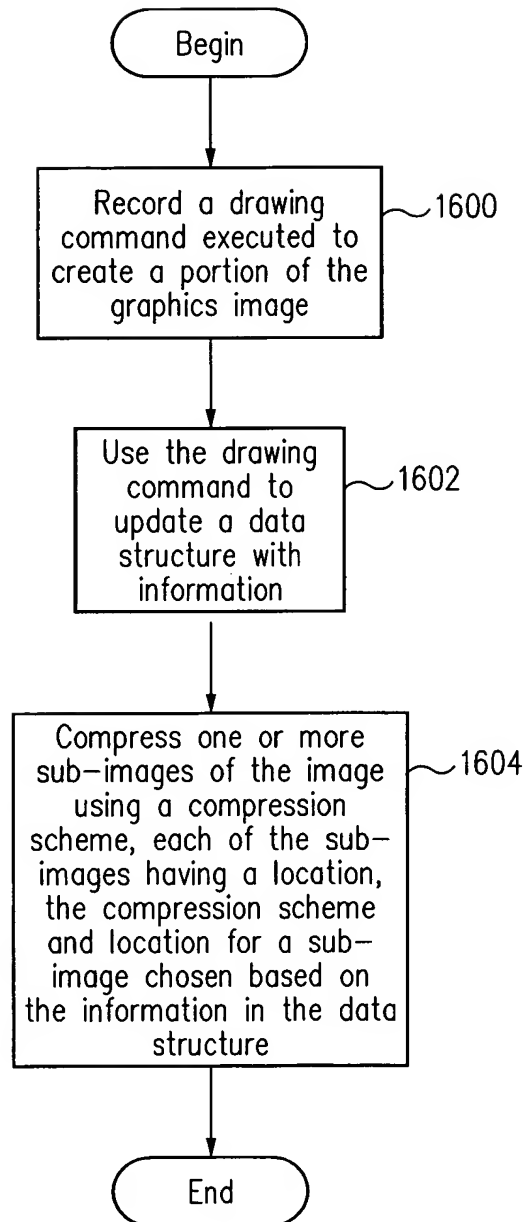 Begin
Record a drawing
command executed to
create a portion of the
graphics image
1600
Use the drawing
command to
update a data
structure with
information
1602
Compress one or more
sub-images of the image
using a compression
scheme, each of the sub-
images having a location,
the compression scheme
and location for a sub-
image chosen based on
the information in the data
structure
1604
End